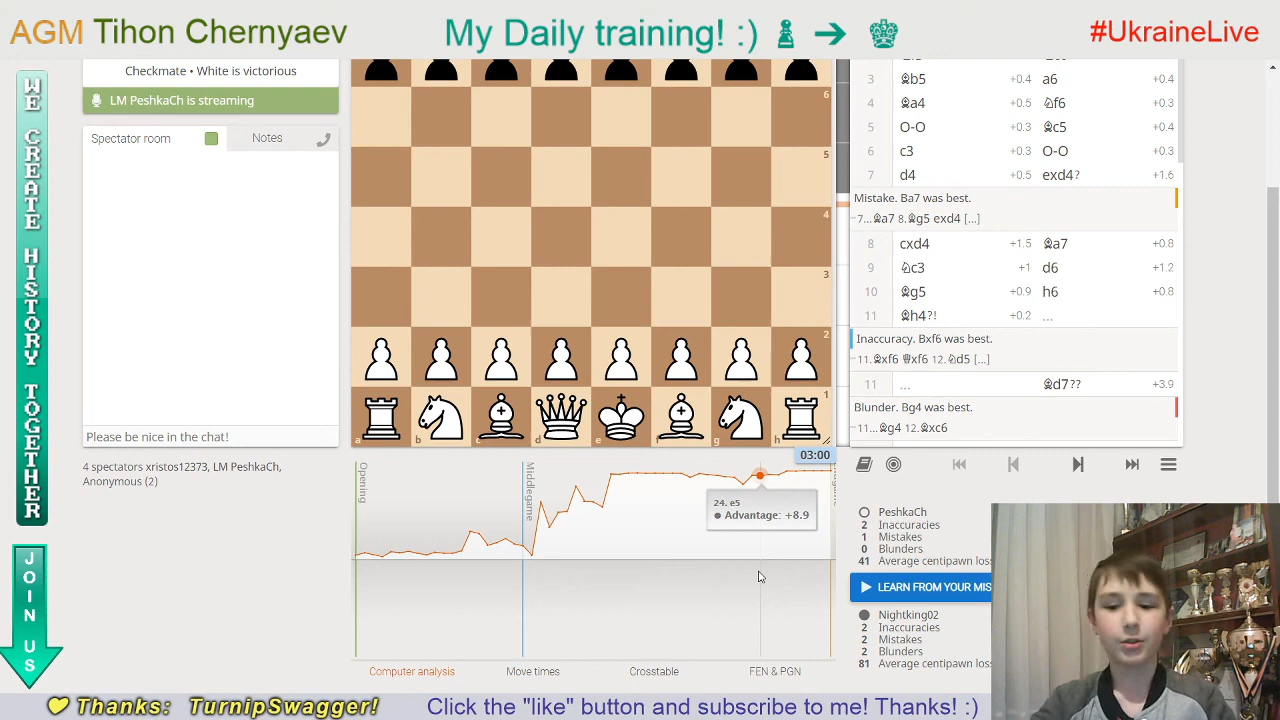 AGM Tihon Chernyaev
My Daily training! :)
#UkraineLive
WE CREATE HISTORY TOGETHER
JOIN US
Checkmate • White is victorious
LM PeshkaCh is streaming
Spectator room
Notes
Please be nice in the chat!
4 spectators xristos12373, LM PeshkaCh,
Anonymous (2)
6
5
4
3
2
1
a b c d e f g h
03:00
Opening
Middlegame
24. e5
Advantage: +8.9
Computer analysis
Move times
Crosstable
FEN & PGN
3 ♗b5 +0.4 a6 +0.4
4 ♗a4 +0.5 ♘f6 +0.3
5 O-O +0.3 ♗c5 +0.4
6 c3 +0.3 O-O +0.3
7 d4 +0.5 exd4? +1.6
Mistake. Ba7 was best.
7...♗a7 8.♗g5 exd4 [...]
8 cxd4 +1.5 ♗a7 +0.8
9 ♘c3 +1 d6 +1.2
10 ♗g5 +0.9 h6 +0.8
11 ♗h4?! +0.2 ...
Inaccuracy. Bxf6 was best.
11.♗xf6 ♕xf6 12.♘d5 [...]
11 ... ♗d7?? +3.9
Blunder. Bg4 was best.
11...♗g4 12.♗xc6
PeshkaCh
2 Inaccuracies
1 Mistakes
0 Blunders
41 Average centipawn loss
LEARN FROM YOUR MIS
Nightking02
2 Inaccuracies
2 Mistakes
2 Blunders
81 Average centipawn loss
Thanks: TurnipSwagger!
Click the "like" button and subscribe to me! Thanks! :)